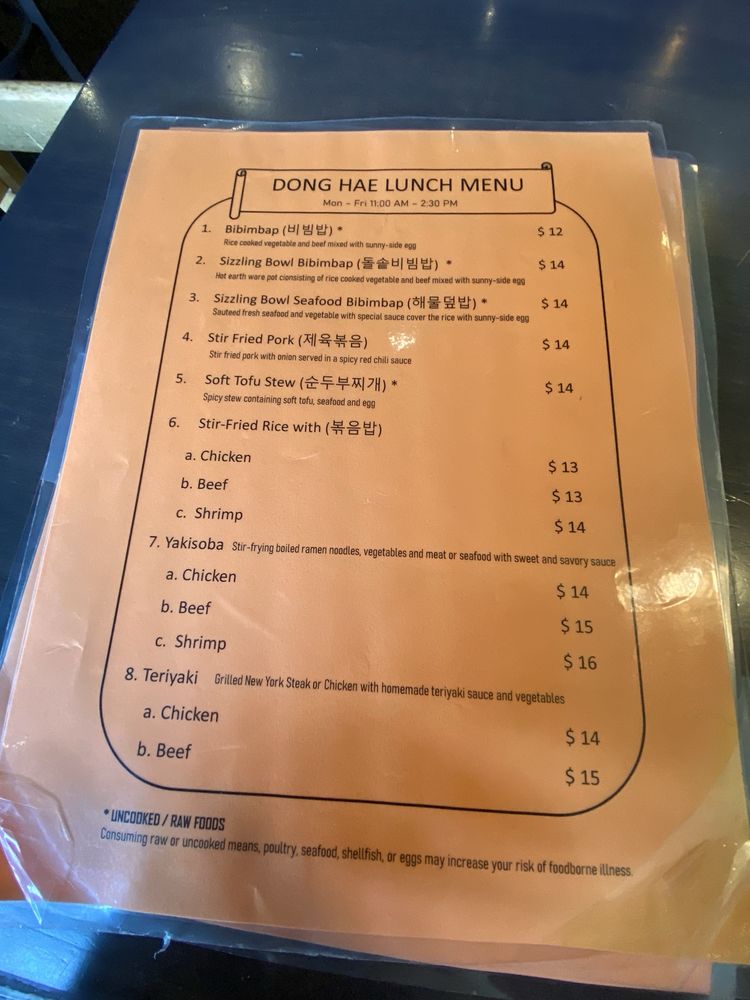 DONG HAE LUNCH MENU
Mon - Fri 11:00 AM - 2:30 PM
1. Bibimbap (비빔밥) * $ 12
Rice cooked vegetable and beef mixed with sunny-side egg
2. Sizzling Bowl Bibimbap (돌솥비빔밥) * $ 14
Hot earth ware pot cionsisting of rice cooked vegetable and beef mixed with sunny-side egg
3. Sizzling Bowl Seafood Bibimbap (해물덮밥) * $ 14
Sauteed fresh seafood and vegetable with special sauce cover the rice with sunny-side egg
4. Stir Fried Pork (제육볶음) $ 14
Stir fried pork with onion served in a spicy red chili sauce
5. Soft Tofu Stew (순두부찌개) * $ 14
Spicy stew containing soft tofu, seafood and egg
6. Stir-Fried Rice with (볶음밥)
a. Chicken $ 13
b. Beef $ 13
c. Shrimp $ 14
7. Yakisoba Stir-frying boiled ramen noodles, vegetables and meat or seafood with sweet and savory sauce
a. Chicken $ 14
b. Beef $ 15
c. Shrimp $ 16
8. Teriyaki Grilled New York Steak or Chicken with homemade teriyaki sauce and vegetables
a. Chicken $ 14
b. Beef $ 15
* UNCOOKED / RAW FOODS
Consuming raw or uncooked means, poultry, seafood, shellfish, or eggs may increase your risk of foodborne illness.